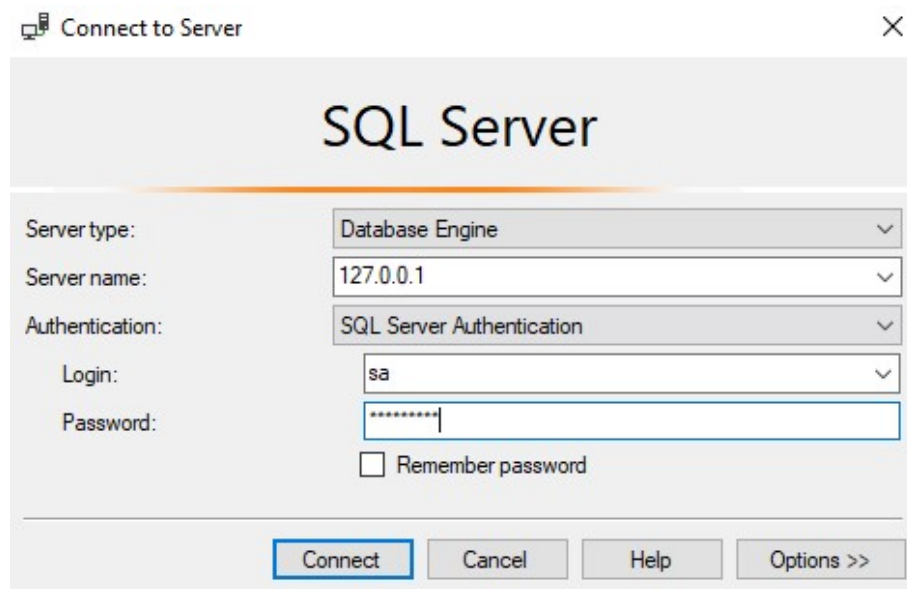 Connect to Server
SQL Server
Server type: Database Engine
Server name: 127.0.0.1
Authentication: SQL Server Authentication
Login: sa
Password: *********
Remember password
Connect Cancel Help Options >>